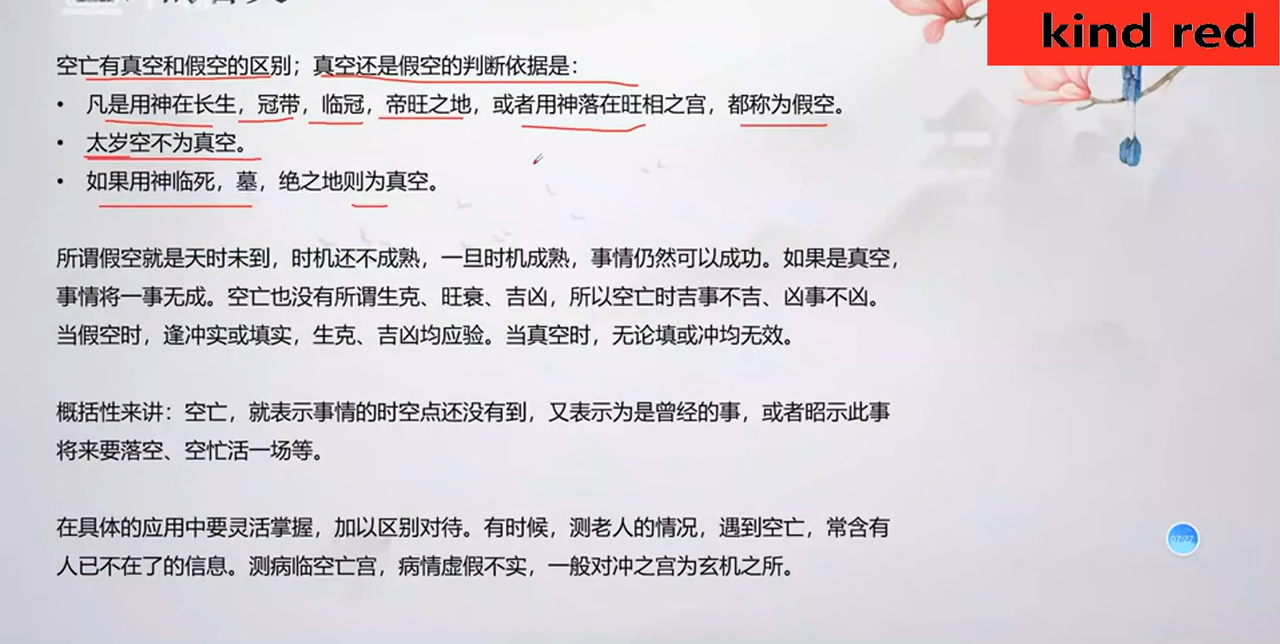 kind red
空亡有真空和假空的区别；真空还是假空的判断依据是：
• 凡是用神在长生，冠带，临冠，帝旺之地，或者用神落在旺相之宫，都称为假空。
• 太岁空不为真空。
• 如果用神临死，墓，绝之地则为真空。
所谓假空就是天时未到，时机还不成熟，一旦时机成熟，事情仍然可以成功。如果是真空，
事情将一事无成。空亡也没有所谓生克、旺衰、吉凶，所以空亡时吉事不吉、凶事不凶。
当假空时，逢冲实或填实，生克、吉凶均应验。当真空时，无论填或冲均无效。
概括性来讲：空亡，就表示事情的时空点还没有到，又表示为是曾经的事，或者昭示此事
将来要落空、空忙活一场等。
在具体的应用中要灵活掌握，加以区别对待。有时候，测老人的情况，遇到空亡，常含有
人已不在了的信息。测病临空亡宫，病情虚假不实，一般对冲之宫为玄机之所。
07:27